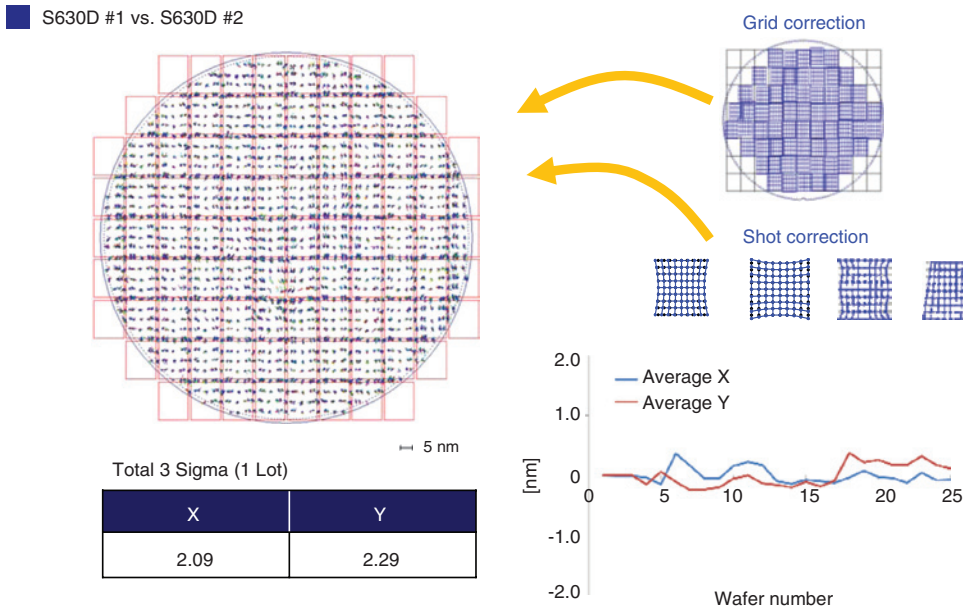 S630D #1 vs. S630D #2
Grid correction
Shot correction
5 nm
Total 3 Sigma (1 Lot)
X Y
2.09 2.29
2.0
1.0
0
-1.0
-2.0
[nm]
Average X
Average Y
0 5 10 15 20 25
Wafer number